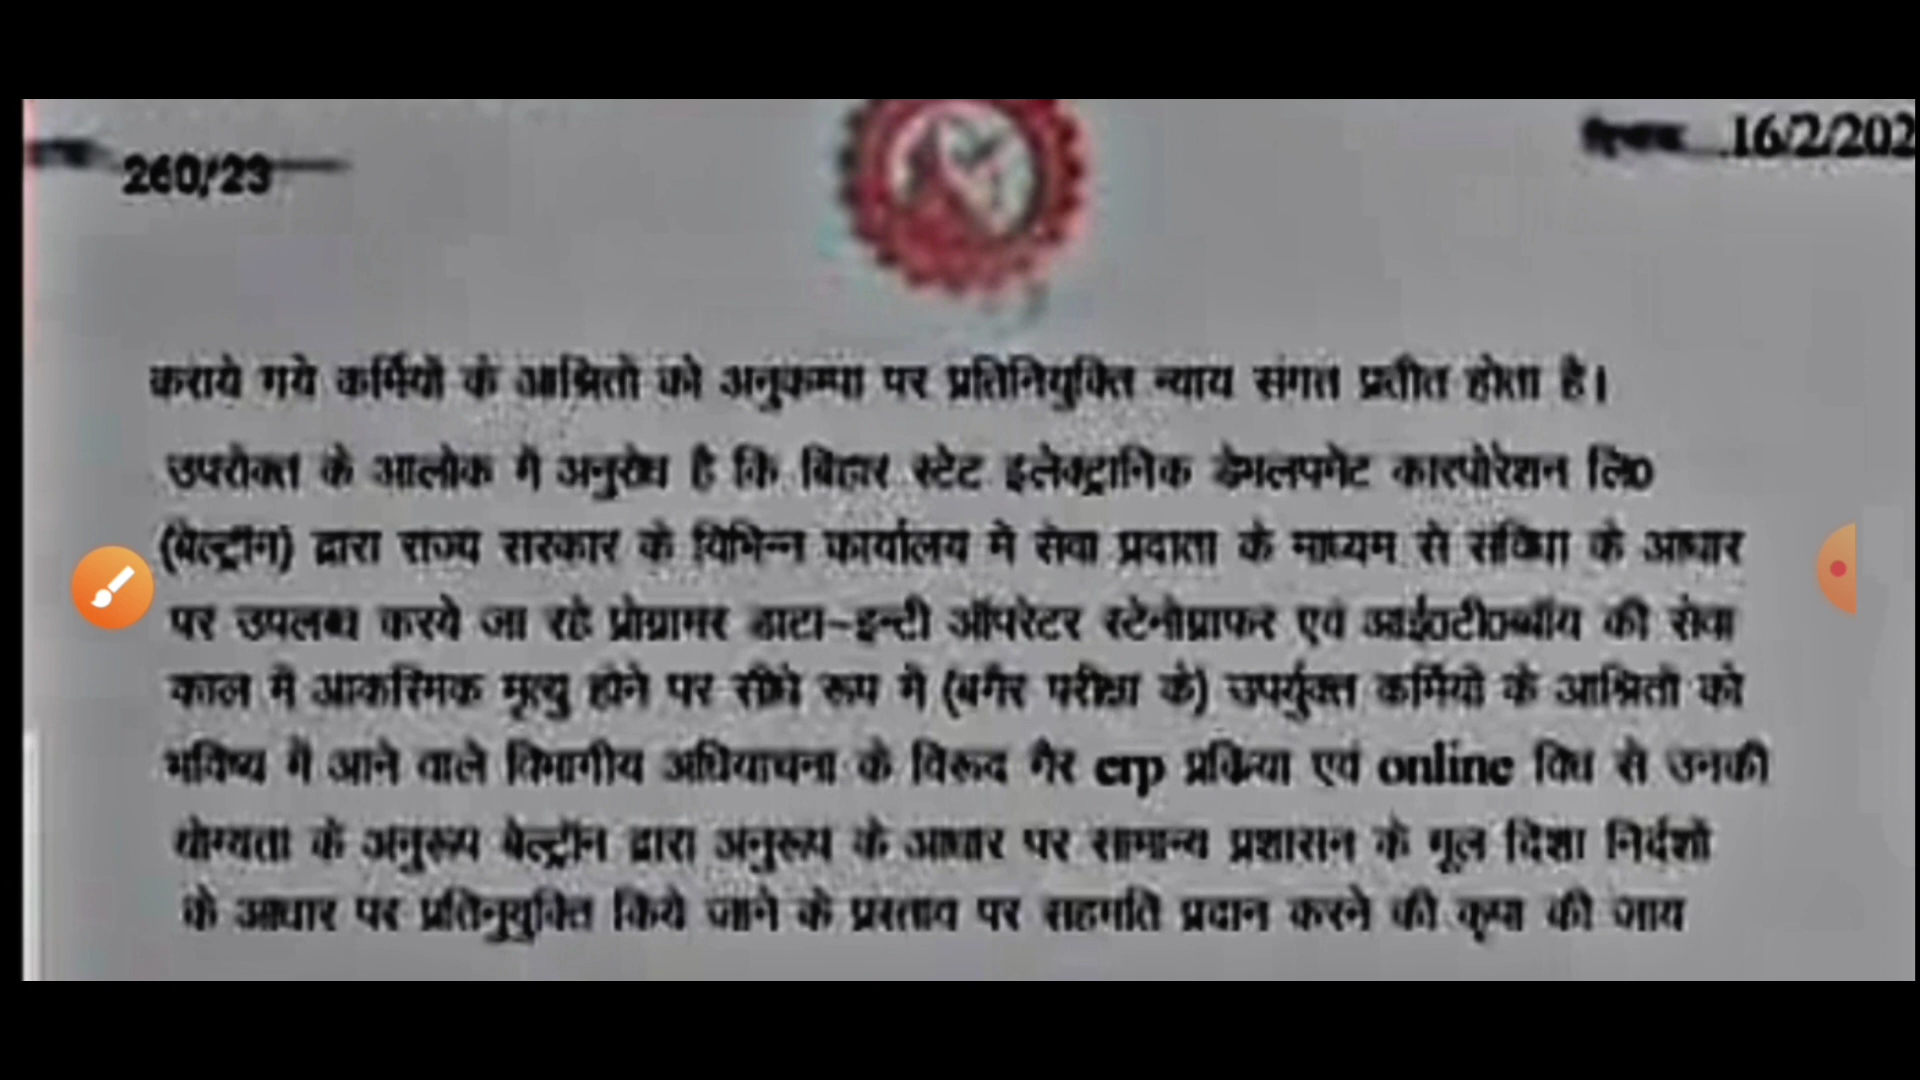 260/23
16/2/202
कराये गये कर्मियों के आश्रितो को अनुकम्पा पर प्रतिनियुक्ति न्याय संगत प्रतीत होता है।
उपरोक्त के आलोक में अनुरोध है कि बिहार स्टेट इलेक्ट्रानिक डेभलपमेंट कारपोरेशन लि०
(बेल्ट्रॉन) द्वारा राज्य सरकार के विभिन्न कार्यालय मे सेवा प्रदाता के माध्यम से संविधा के आधार
पर उपलब्ध करये जा रहे प्रोग्रामर डाटा-इन्टी ऑपरेटर स्टेनोग्राफर एवं आई०टी०ब्वॉय की सेवा
काल में आकस्मिक मृत्यु होने पर सीधे रूप में (बगैर परीक्षा के) उपर्युक्त कर्मियो के आश्रितो को
भविष्य में आने वाले विभागीय अधियाचना के विरूद गैर erp प्रक्रिया एवं online विध से उनकी
योग्यता के अनुरूप बेल्ट्रॉन द्वारा अनुरूप के आधार पर सामान्य प्रशासन के मूल दिशा निर्देशो
के आधार पर प्रतिनुयुक्ति किये जाने के प्रस्ताव पर सहमति प्रदान करने की कृपा की जाय